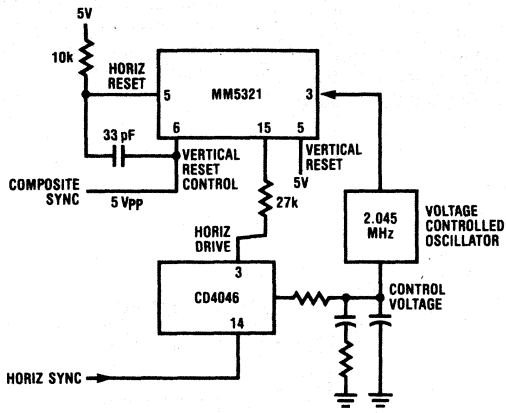 5V
10k
HORIZ
RESET
5
MM5321
3
33 pF
6
15
5
VERTICAL
RESET
CONTROL
VERTICAL
RESET
5V
COMPOSITE
SYNC
5 VPP
27k
HORIZ
DRIVE
2.045
MHz
VOLTAGE
CONTROLLED
OSCILLATOR
3
CD4046
14
CONTROL
VOLTAGE
HORIZ SYNC